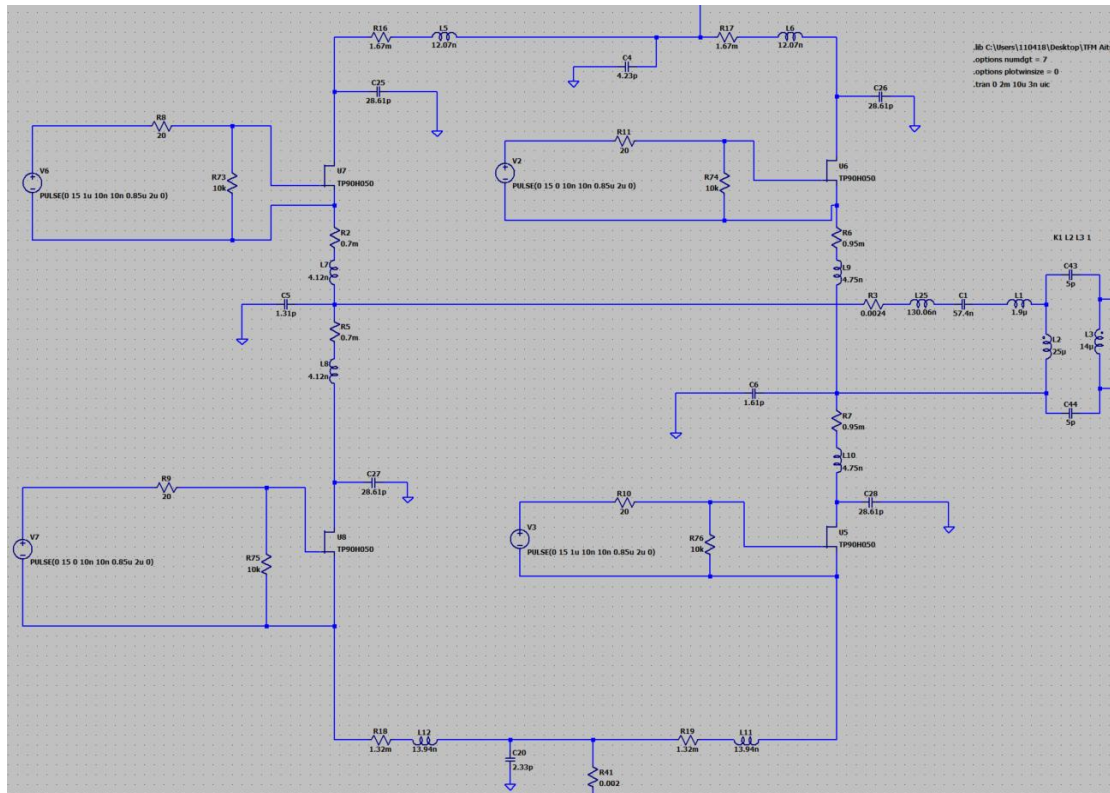 R16
1.67m
L5
12.07n
R17
1.67m
L6
12.07n
.lib C:\Users\110418\Desktop\TFM Ait
.options numdgt = 7
.options plotwinsize = 0
.tran 0 2m 10u 3n uic
C4
4.23p
C25
28.61p
C26
28.61p
R8
20
R11
20
V6
PULSE(0 15 1u 10n 10n 0.85u 2u 0)
R73
10k
U7
TP90H050
V2
PULSE(0 15 0 10n 10n 0.85u 2u 0)
R74
10k
U6
TP90H050
R2
0.7m
L7
4.12n
R6
0.95m
L9
4.75n
K1 L2 L3 1
C43
5p
C5
1.31p
R3
0.0024
L25
130.06n
C1
57.4n
L1
1.9µ
R5
0.7m
L8
4.12n
L2
25µ
L3
14µ
C6
1.61p
C44
5p
R7
0.95m
L10
4.75n
R9
20
C27
28.61p
R10
20
C28
28.61p
V7
PULSE(0 15 0 10n 10n 0.85u 2u 0)
R75
10k
U8
TP90H050
V3
PULSE(0 15 1u 10n 10n 0.85u 2u 0)
R76
10k
U5
TP90H050
R18
1.32m
L12
13.94n
R19
1.32m
L11
13.94n
C20
2.33p
R41
0.002